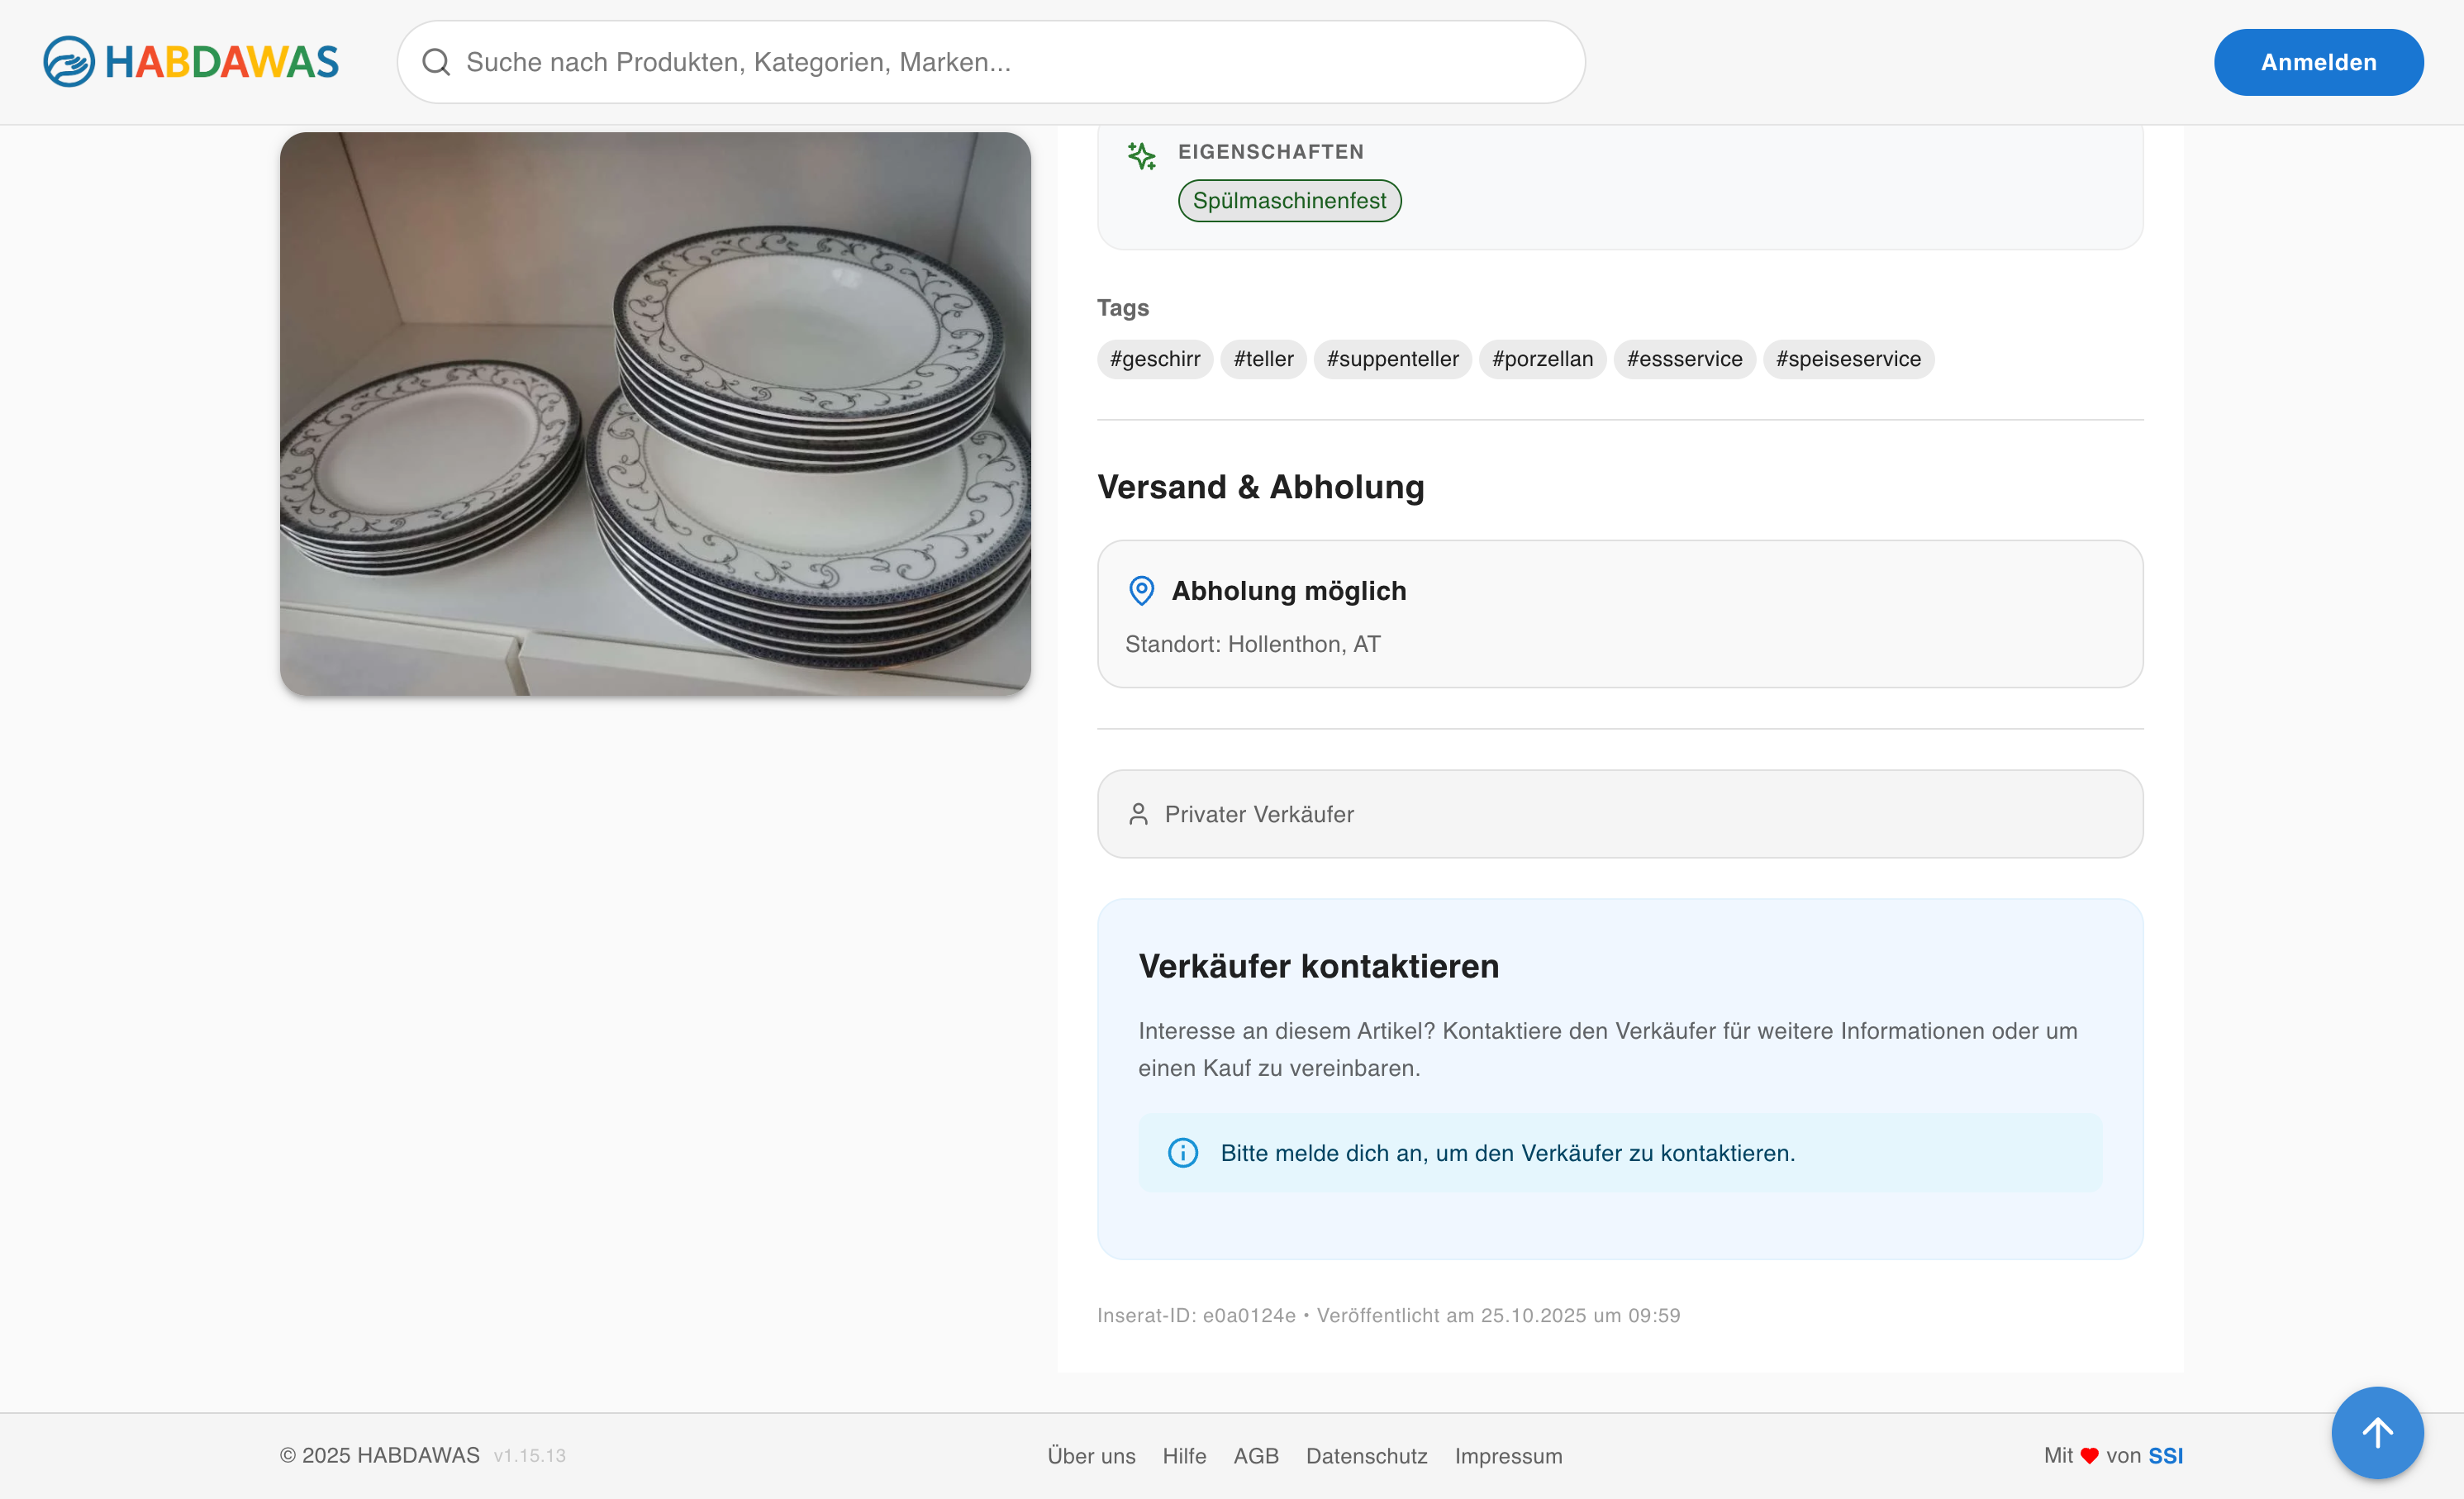 HABDAWAS
Suche nach Produkten, Kategorien, Marken...
Anmelden
EIGENSCHAFTEN
Spülmaschinenfest
Tags
#geschirr #teller #suppenteller #porzellan #essservice #speiseservice
Versand & Abholung
Abholung möglich
Standort: Hollenthon, AT
Privater Verkäufer
Verkäufer kontaktieren
Interesse an diesem Artikel? Kontaktiere den Verkäufer für weitere Informationen oder um
einen Kauf zu vereinbaren.
Bitte melde dich an, um den Verkäufer zu kontaktieren.
Inserat-ID: e0a0124e • Veröffentlicht am 25.10.2025 um 09:59
© 2025 HABDAWAS v1.15.13
Über uns Hilfe AGB Datenschutz Impressum
Mit ❤ von SSI